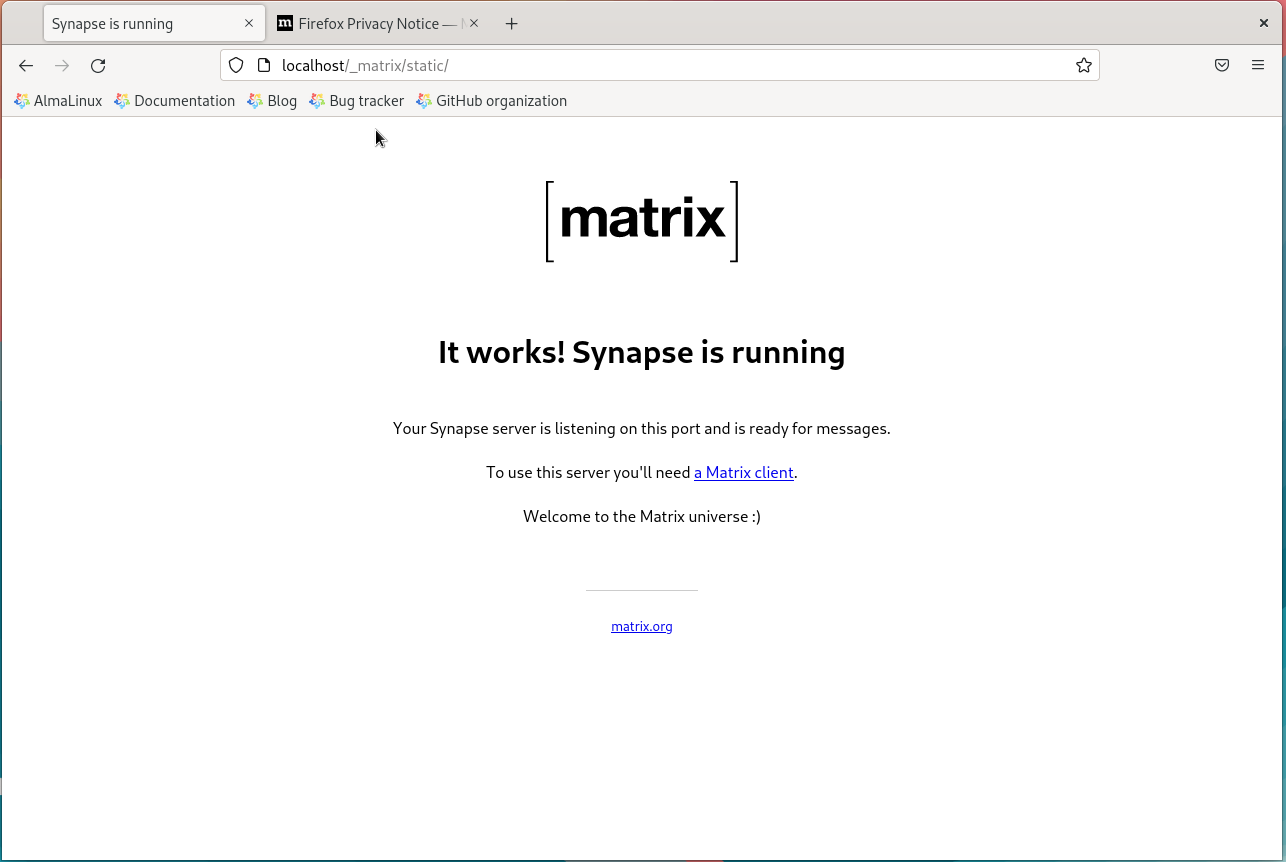 Synapse is running
Firefox Privacy Notice —
localhost/_matrix/static/
AlmaLinux Documentation Blog Bug tracker GitHub organization
[matrix]
It works! Synapse is running
Your Synapse server is listening on this port and is ready for messages.
To use this server you'll need a Matrix client.
Welcome to the Matrix universe :)
matrix.org